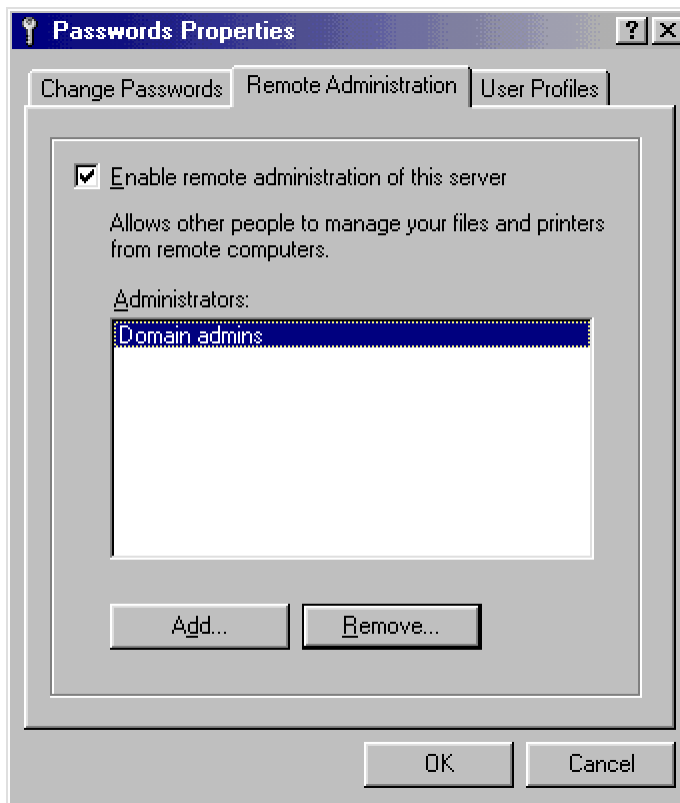 Passwords Properties
Change Passwords
Remote Administration
User Profiles
Enable remote administration of this server
Allows other people to manage your files and printers
from remote computers.
Administrators:
Domain admins
Add...
Remove...
OK
Cancel